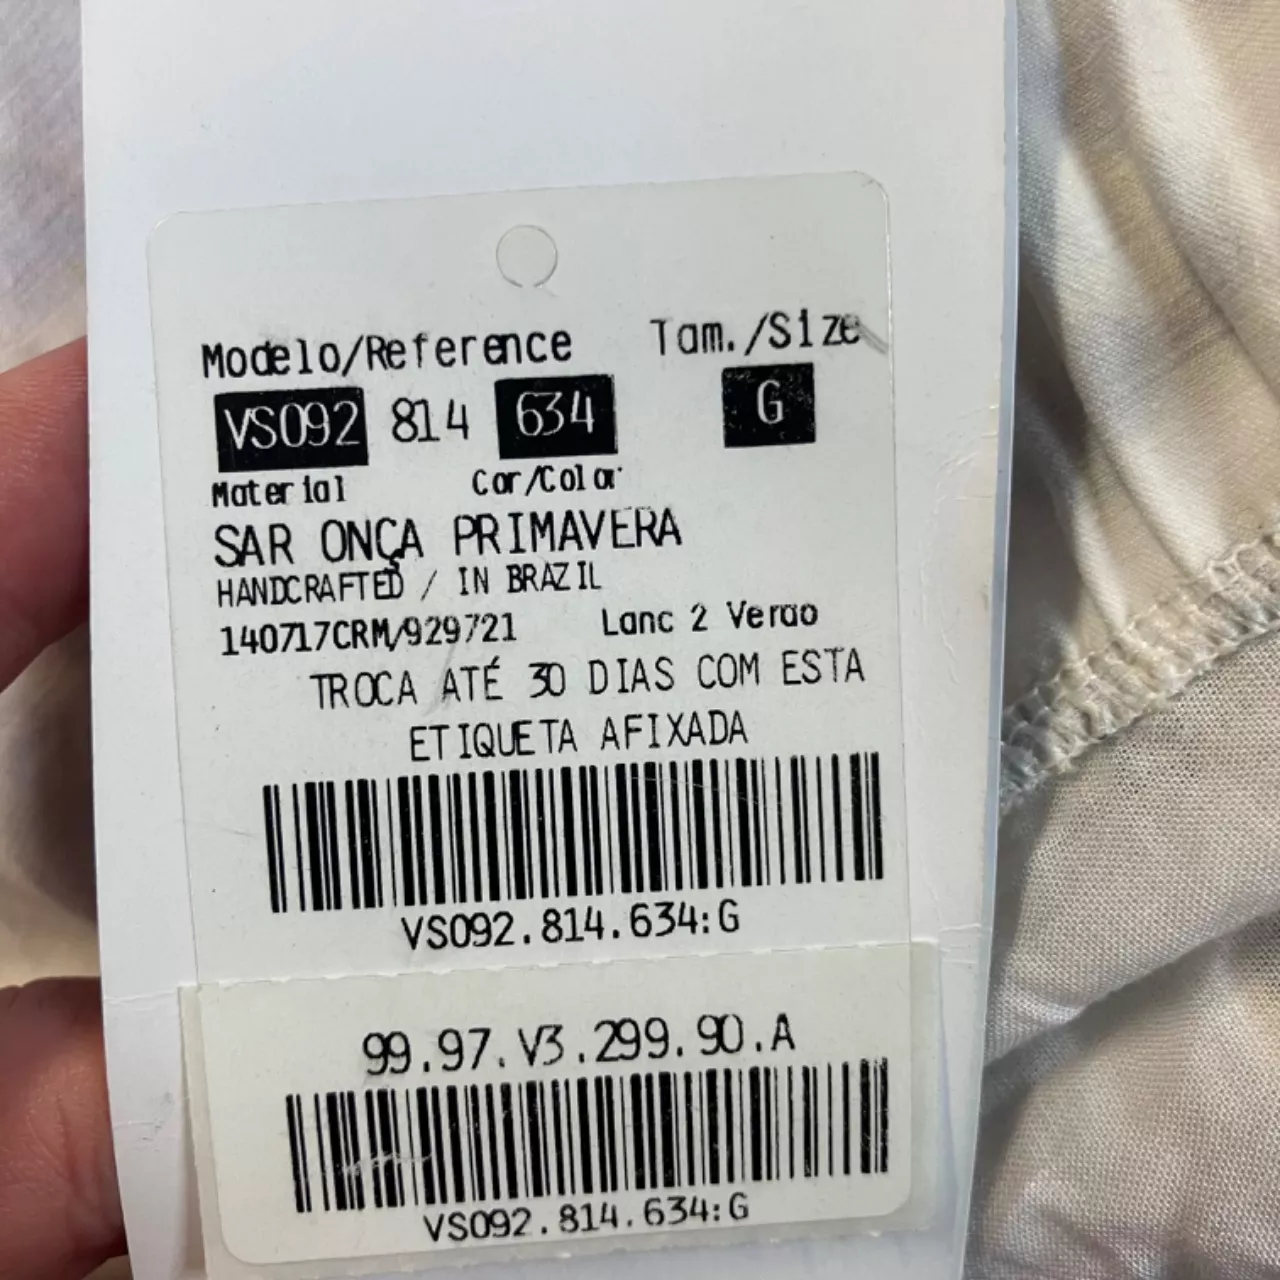 Modelo/Reference Tam./Size
VS092 814 634 G
Material Cor/Color
SAR ONÇA PRIMAVERA
HANDCRAFTED / IN BRAZIL
140717CRM/929721 Lanc 2 Verao
TROCA ATÉ 30 DIAS COM ESTA
ETIQUETA AFIXADA
VS092.814.634:G
99.97.V3.299.90.A
VS092.814.634:G